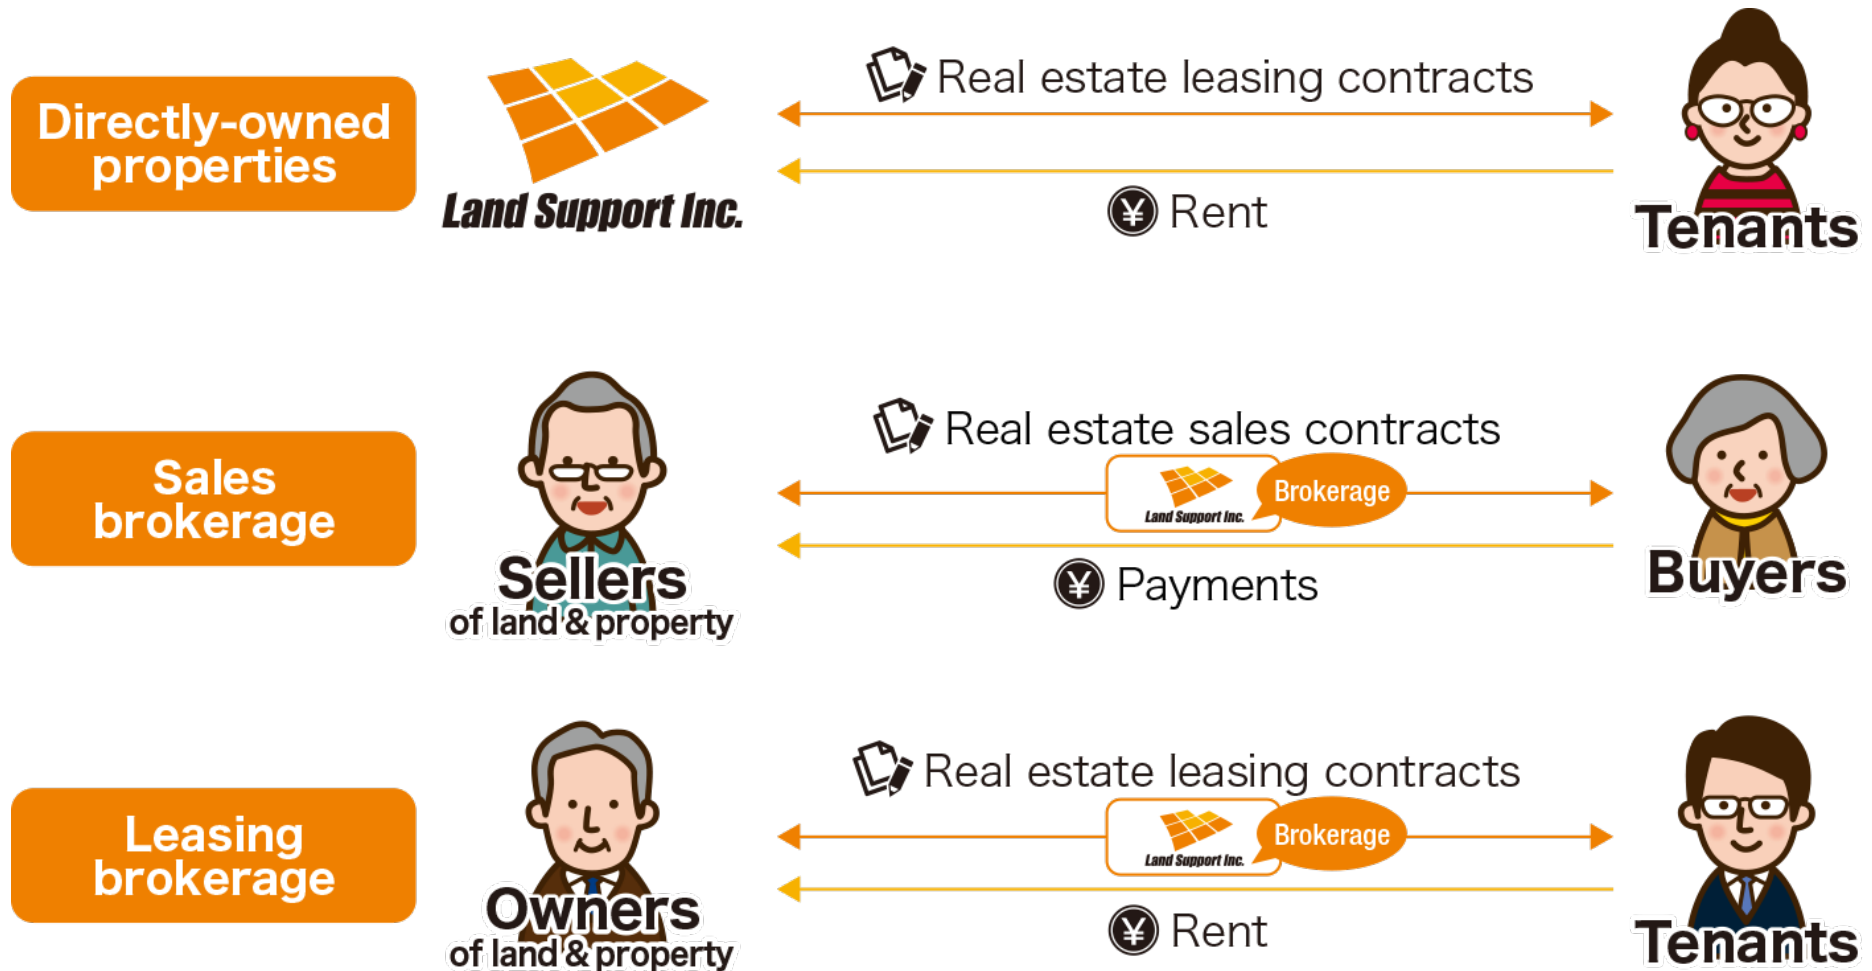 Directly-owned
properties
Land Support Inc.
Real estate leasing contracts
¥ Rent
Tenants
Sales
brokerage
Sellers
of land & property
Real estate sales contracts
Land Support Inc.
Brokerage
¥ Payments
Buyers
Leasing
brokerage
Owners
of land & property
Real estate leasing contracts
Land Support Inc.
Brokerage
¥ Rent
Tenants